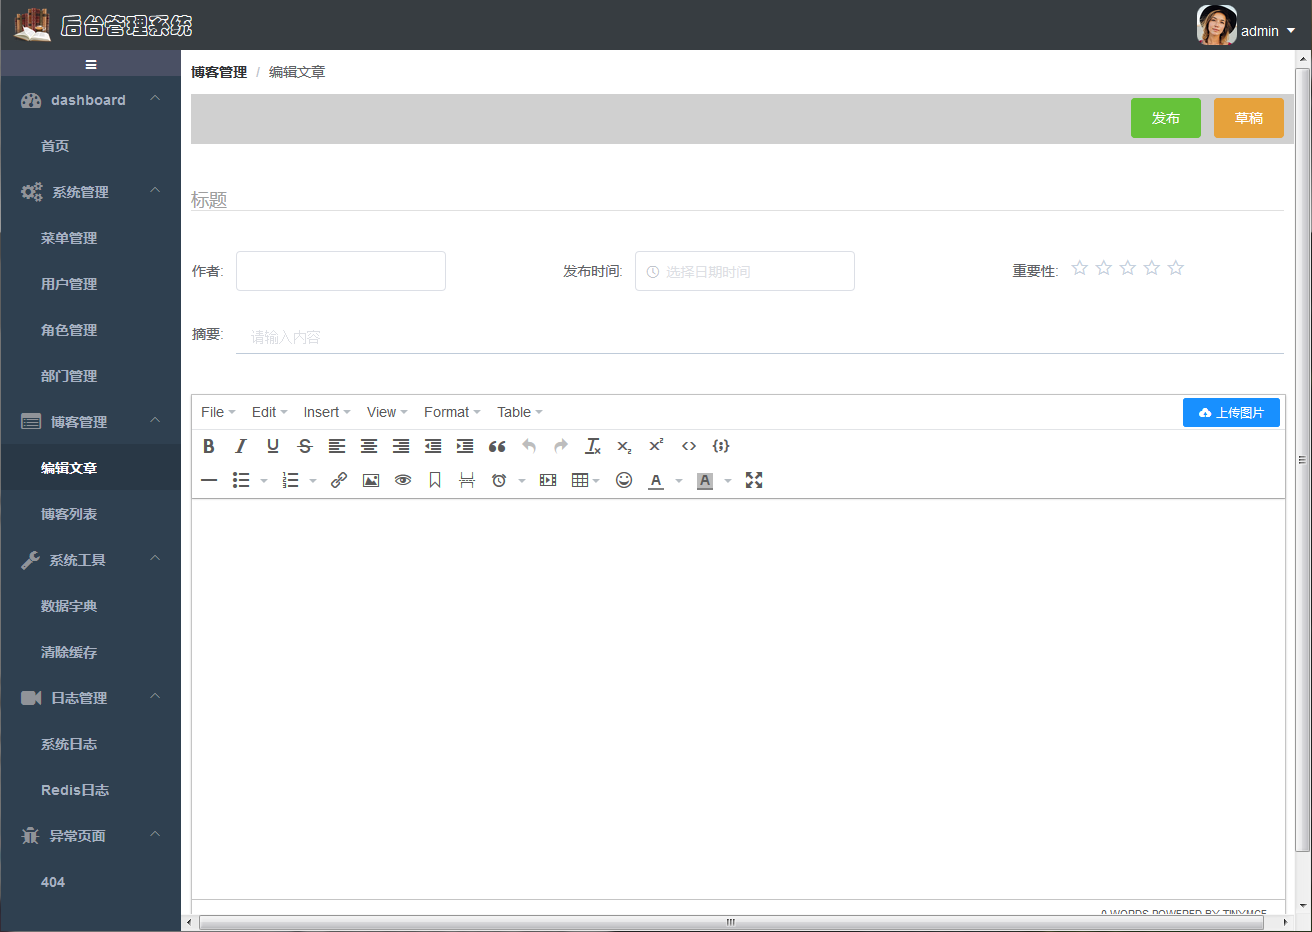 后台管理系统
admin
dashboard
首页
系统管理
菜单管理
用户管理
角色管理
部门管理
博客管理
编辑文章
博客列表
系统工具
数据字典
清除缓存
日志管理
系统日志
Redis日志
异常页面
404
博客管理 / 编辑文章
发布 草稿
标题
作者: 发布时间: 选择日期时间 重要性:
摘要: 请输入内容
File Edit Insert View Format Table 上传图片
0 WORDS POWERED BY TINYMCE